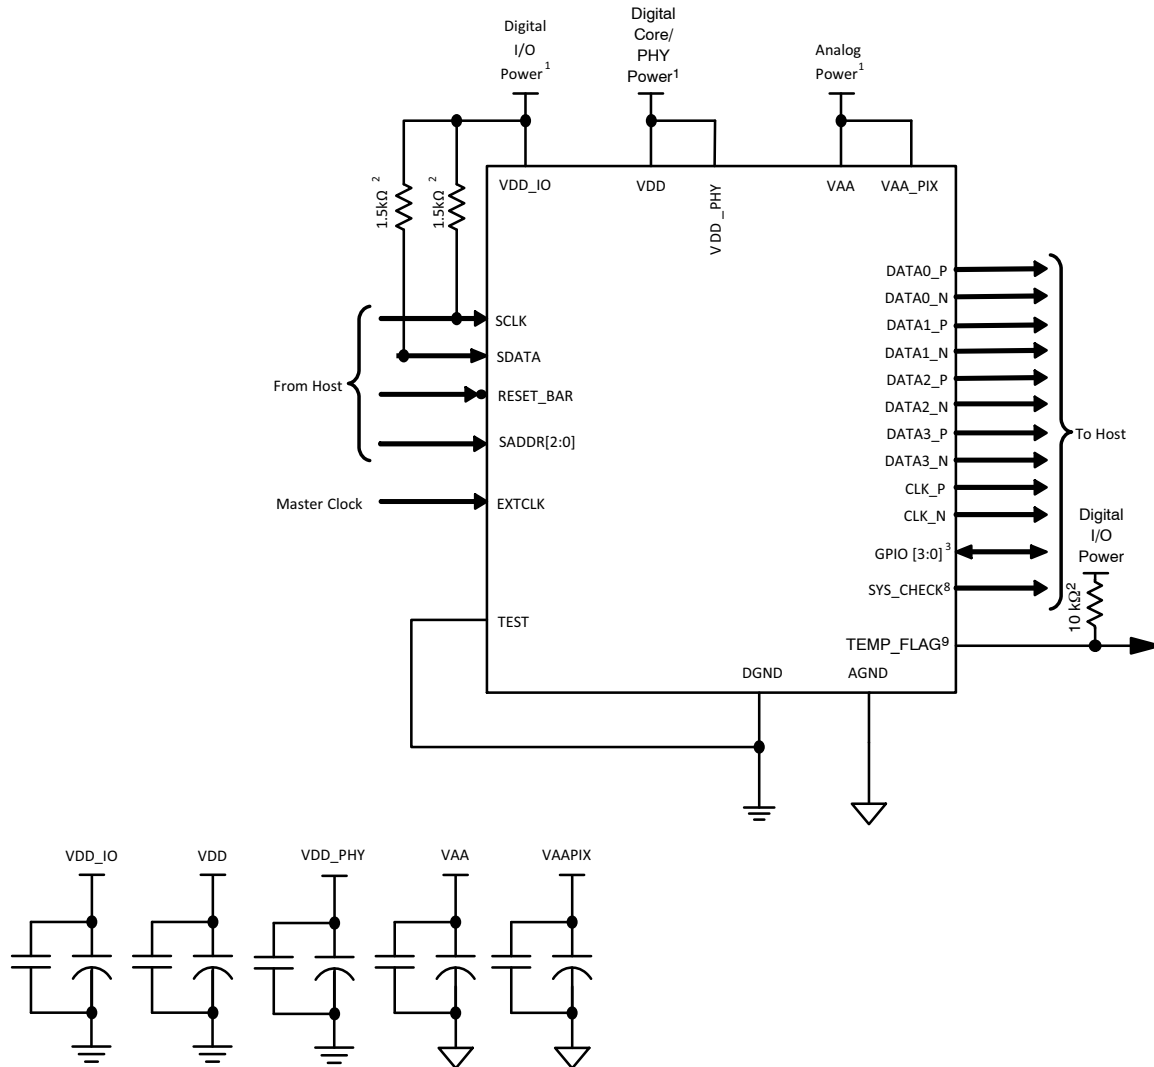 Digital
I/O
Power1
Digital
Core/
PHY
Power1
Analog
Power1
1.5kΩ 2
1.5kΩ 2
VDD_IO
VDD
VDD_PHY
VAA
VAA_PIX
From Host
SCLK
SDATA
RESET_BAR
SADDR[2:0]
Master Clock
EXTCLK
TEST
DATA0_P
DATA0_N
DATA1_P
DATA1_N
DATA2_P
DATA2_N
DATA3_P
DATA3_N
CLK_P
CLK_N
GPIO [3:0]3
SYS_CHECK8
TEMP_FLAG9
To Host
Digital
I/O
Power
10 kΩ2
DGND
AGND
VDD_IO
VDD
VDD_PHY
VAA
VAAPIX